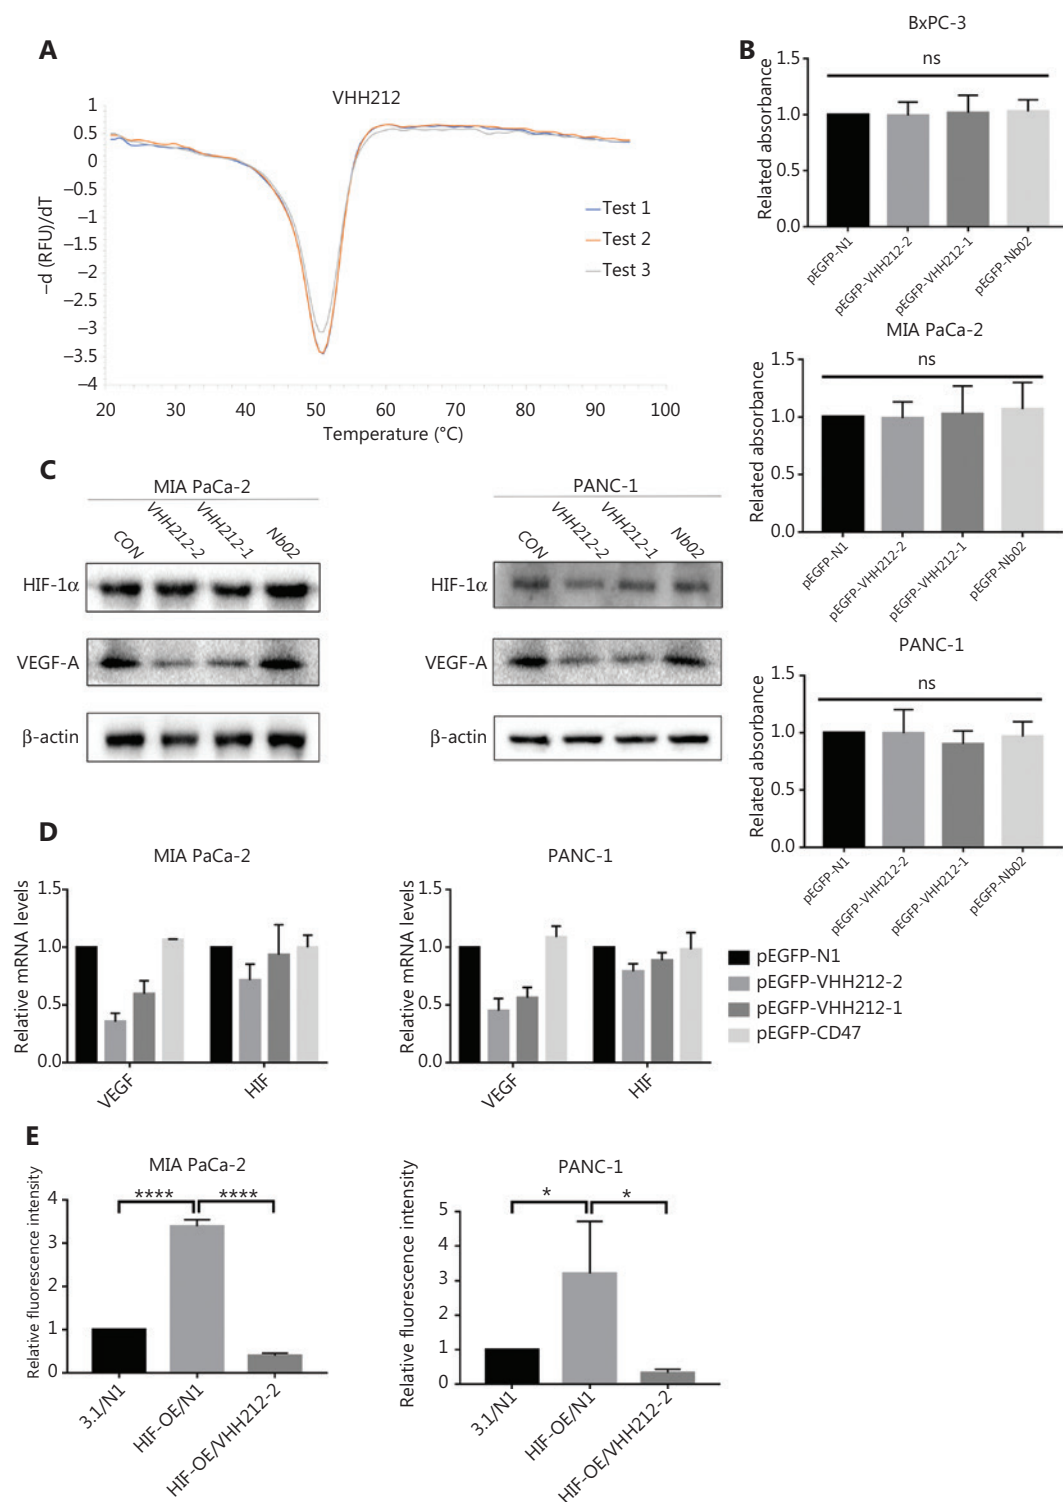 A
VHH212
1
0.5
0
–0.5
–1
–1.5
–2
–2.5
–3
–3.5
–4
–d (RFU)/dT
20 30 40 50 60 70 80 90 100
Temperature (°C)
Test 1
Test 2
Test 3
B
BxPC-3
ns
1.5
1.0
0.5
0.0
Related absorbance
pEGFP-N1
pEGFP-VHH212-2
pEGFP-VHH212-1
pEGFP-Nb02
MIA PaCa-2
ns
1.5
1.0
0.5
0.0
Related absorbance
pEGFP-N1
pEGFP-VHH212-2
pEGFP-VHH212-1
pEGFP-Nb02
PANC-1
ns
1.5
1.0
0.5
0.0
Related absorbance
pEGFP-N1
pEGFP-VHH212-2
pEGFP-VHH212-1
pEGFP-Nb02
C
MIA PaCa-2
CON VHH212-2 VHH212-1 Nb02
HIF-1α
VEGF-A
β-actin
PANC-1
CON VHH212-2 VHH212-1 Nb02
HIF-1α
VEGF-A
β-actin
D
MIA PaCa-2
1.5
1.0
0.5
0.0
Relative mRNA levels
VEGF HIF
PANC-1
1.5
1.0
0.5
0.0
Relative mRNA levels
VEGF HIF
pEGFP-N1
pEGFP-VHH212-2
pEGFP-VHH212-1
pEGFP-CD47
E
MIA PaCa-2
**** ****
4
3
2
1
0
Relative fluorescence intensity
3.1/N1
HIF-OE/N1
HIF-OE/VHH212-2
PANC-1
* *
5
4
3
2
1
0
Relative fluorescence intensity
3.1/N1
HIF-OE/N1
HIF-OE/VHH212-2